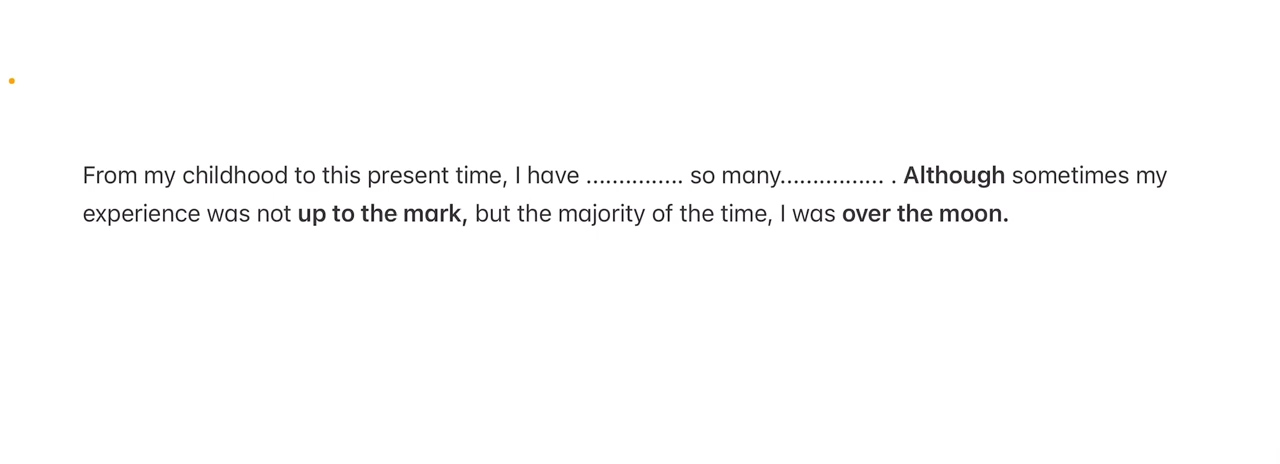 From my childhood to this present time, I have ............... so many................ . Although sometimes my
experience was not up to the mark, but the majority of the time, I was over the moon.